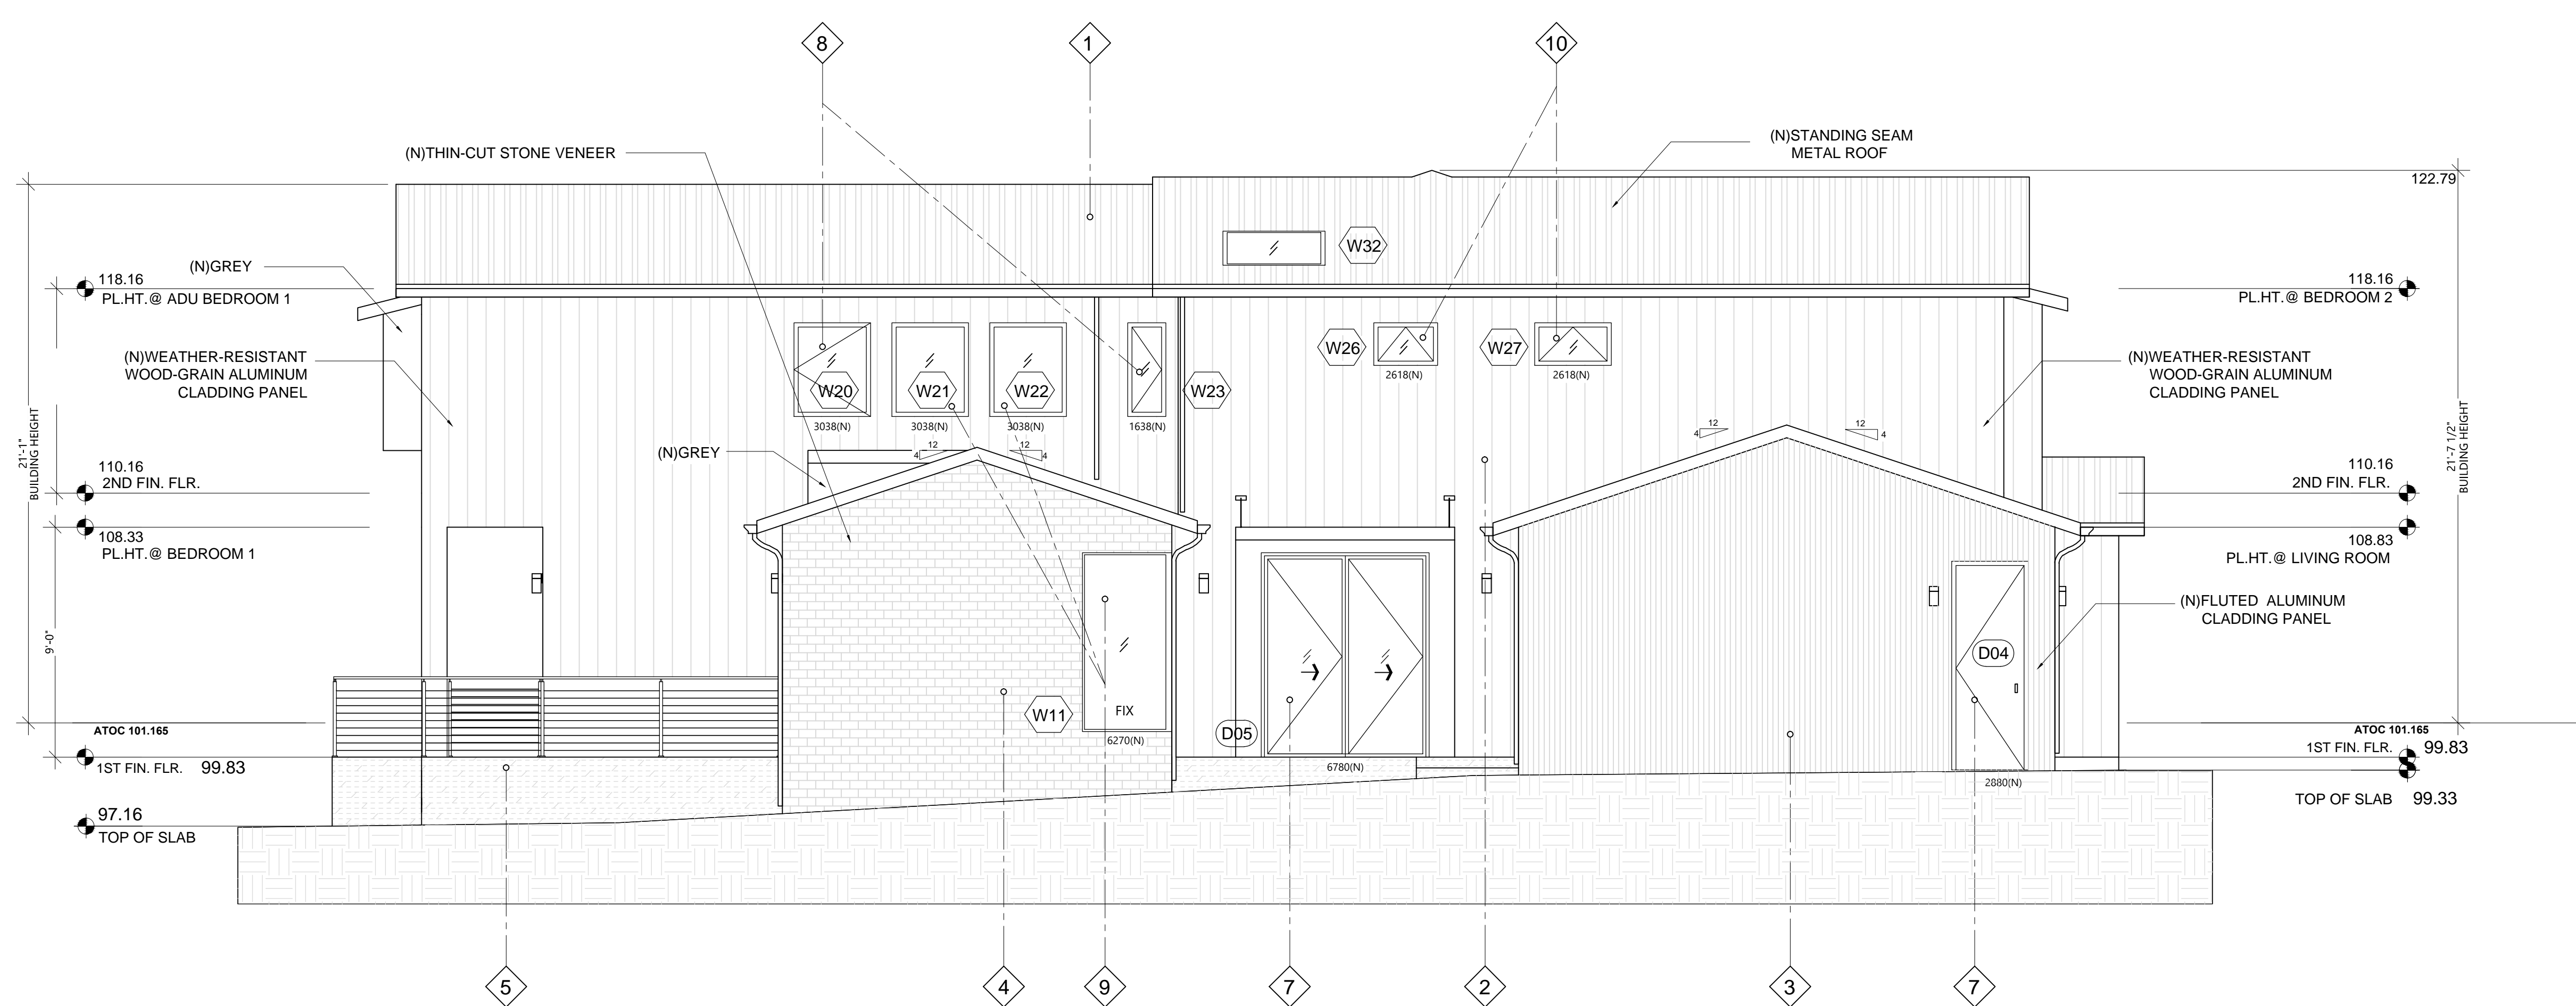 8
1
10
(N)THIN-CUT STONE VENEER
(N)STANDING SEAM
METAL ROOF
122.79
W32
(N)GREY
118.16
PL.HT.@ ADU BEDROOM 1
118.16
PL.HT.@ BEDROOM 2
(N)WEATHER-RESISTANT
WOOD-GRAIN ALUMINUM
CLADDING PANEL
W20
W21
W22
W23
W26
W27
2618(N)
2618(N)
3038(N)
3038(N)
3038(N)
1638(N)
(N)WEATHER-RESISTANT
WOOD-GRAIN ALUMINUM
CLADDING PANEL
21'-1"
BUILDING HEIGHT
21'-7 1/2"
BUILDING HEIGHT
(N)GREY
12
4
12
4
12
4
12
4
110.16
2ND FIN. FLR.
110.16
2ND FIN. FLR.
108.33
PL.HT.@ BEDROOM 1
108.83
PL.HT.@ LIVING ROOM
9'-0"
(N)FLUTED ALUMINUM
CLADDING PANEL
D04
W11
FIX
6270(N)
D05
6780(N)
2880(N)
ATOC 101.165
1ST FIN. FLR. 99.83
97.16
TOP OF SLAB
ATOC 101.165
1ST FIN. FLR. 99.83
TOP OF SLAB 99.33
5
4
9
7
2
3
7